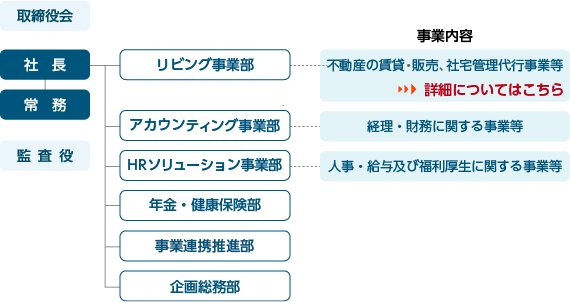 取締役会
事業内容
社長
リビング事業部
不動産の賃貸・販売、社宅管理代行事業等
詳細についてはこちら
常務
アカウンティング事業部
経理・財務に関する事業等
監査役
HRソリューション事業部
人事・給与及び福利厚生に関する事業等
年金・健康保険部
事業連携推進部
企画総務部